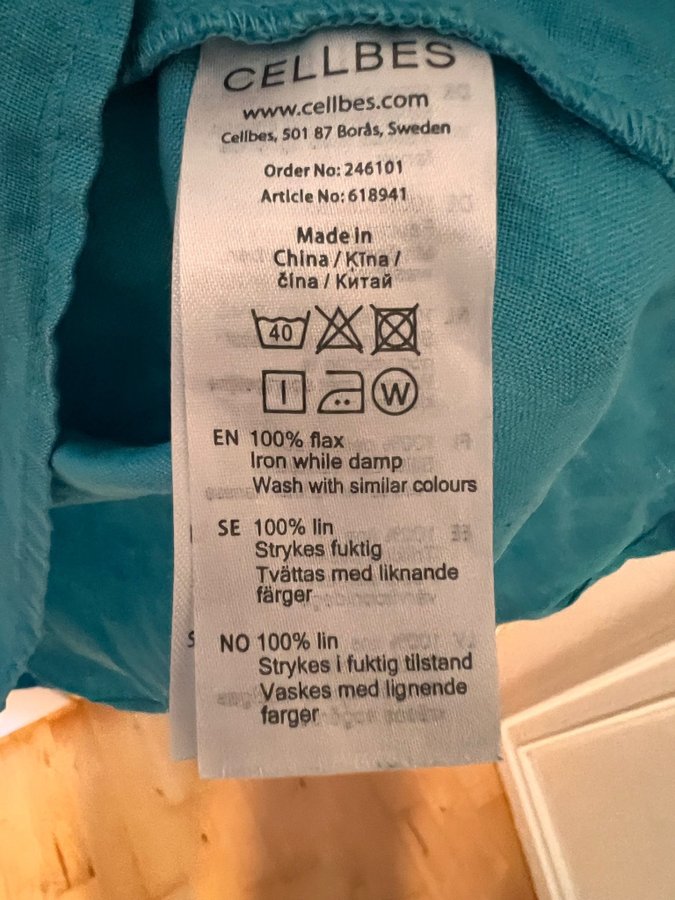 CELLBES
www.cellbes.com
Cellbes, 501 87 Borås, Sweden
Order No: 246101
Article No: 618941
Made in
China / Ķīna /
čína / Китай
40
W
EN 100% flax
Iron while damp
Wash with similar colours
SE 100% lin
Strykes fuktig
Tvättas med liknande
färger
NO 100% lin
Strykes i fuktig tilstand
Vaskes med lignende
farger